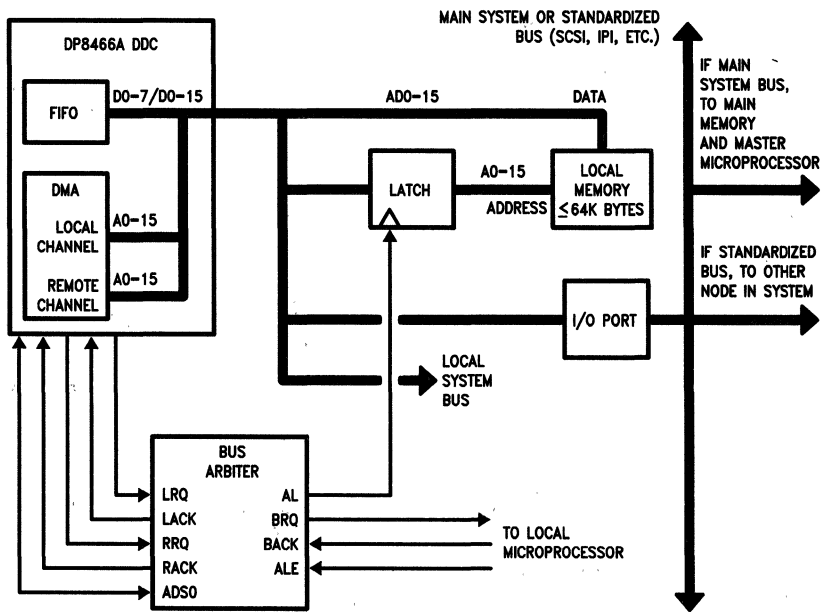 MAIN SYSTEM OR STANDARDIZED
BUS (SCSI, IPI, ETC.)
DP8466A DDC
FIFO
D0-7/D0-15
AD0-15
DATA
IF MAIN
SYSTEM BUS,
TO MAIN
MEMORY
AND MASTER
MICROPROCESSOR
DMA
LOCAL
CHANNEL
A0-15
REMOTE
CHANNEL
A0-15
LATCH
A0-15
ADDRESS
LOCAL
MEMORY
≤64K BYTES
IF STANDARDIZED
BUS, TO OTHER
NODE IN SYSTEM
I/O PORT
LOCAL
SYSTEM
BUS
BUS
ARBITER
LRQ
LACK
RRQ
RACK
ADS0
AL
BRQ
BACK
ALE
TO LOCAL
MICROPROCESSOR